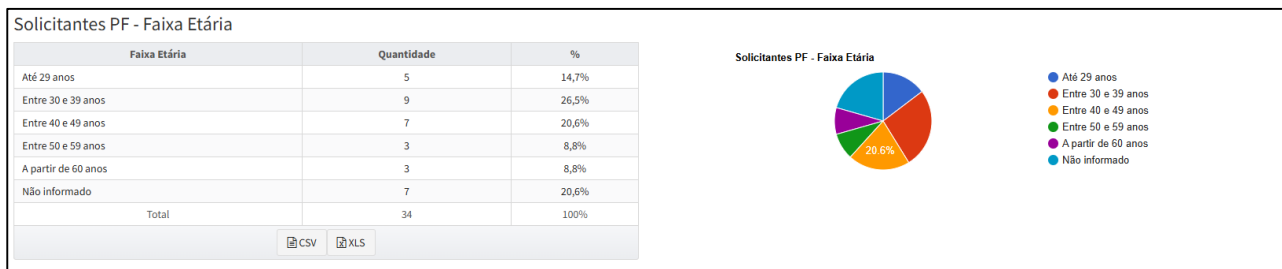 Solicitantes PF - Faixa Etária
Faixa Etária Quantidade %
Até 29 anos 5 14,7%
Entre 30 e 39 anos 9 26,5%
Entre 40 e 49 anos 7 20,6%
Entre 50 e 59 anos 3 8,8%
A partir de 60 anos 3 8,8%
Não informado 7 20,6%
Total 34 100%
CSV XLS
Solicitantes PF - Faixa Etária
20.6%
Até 29 anos
Entre 30 e 39 anos
Entre 40 e 49 anos
Entre 50 e 59 anos
A partir de 60 anos
Não informado